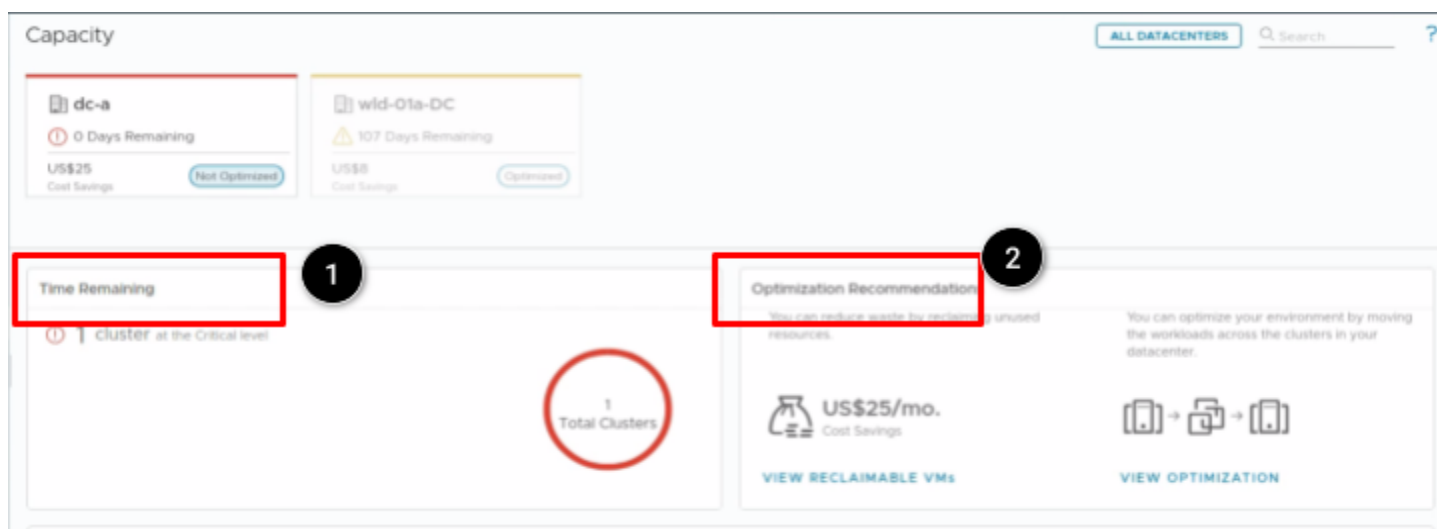 Capacity
ALL DATACENTERS
Search
?
dc-a
0 Days Remaining
US$25
Cost Savings
Not Optimized
wld-01a-DC
107 Days Remaining
US$8
Cost Savings
Optimized
1
2
Time Remaining
1 cluster at the Critical level
1
Total Clusters
Optimization Recommendation
You can reduce waste by reclaiming unused
resources.
US$25/mo.
Cost Savings
VIEW RECLAIMABLE VMs
You can optimize your environment by moving
the workloads across the clusters in your
datacenter.
VIEW OPTIMIZATION